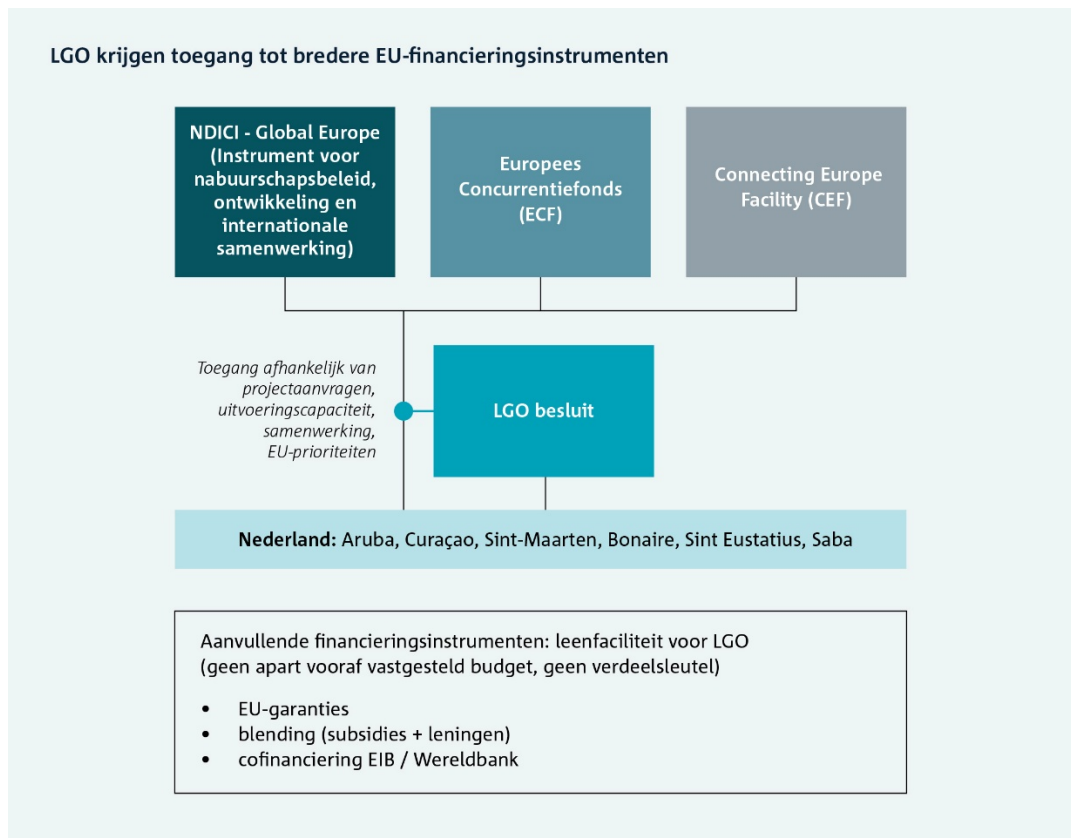 LGO krijgen toegang tot bredere EU-financieringsinstrumenten
NDICI - Global Europe
(Instrument voor
nabuurschapsbeleid,
ontwikkeling en
internationale
samenwerking)
Europees
Concurrentiefonds
(ECF)
Connecting Europe
Facility (CEF)
Toegang afhankelijk van
projectaanvragen,
uitvoeringscapaciteit,
samenwerking,
EU-prioriteiten
LGO besluit
Nederland: Aruba, Curaçao, Sint-Maarten, Bonaire, Sint Eustatius, Saba
Aanvullende financieringsinstrumenten: leenfaciliteit voor LGO
(geen apart vooraf vastgesteld budget, geen verdeelsleutel)
• EU-garanties
• blending (subsidies + leningen)
• cofinanciering EIB / Wereldbank